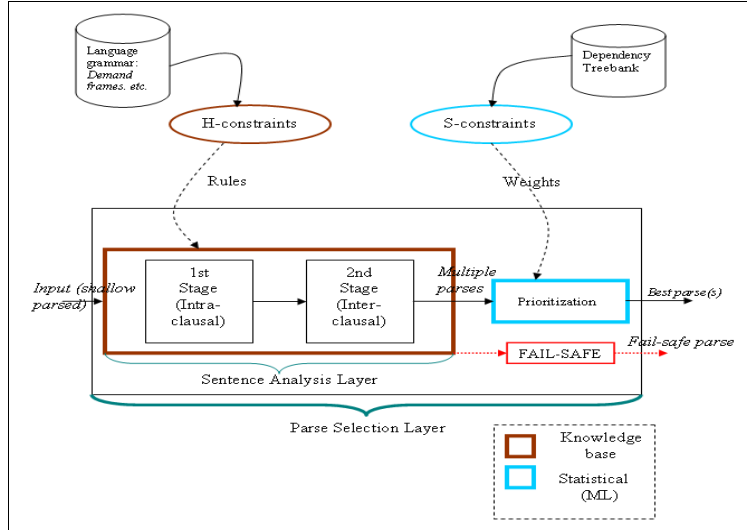 Language
grammar:
Demand
frames. etc.
Dependency
Treebank
H-constraints
S-constraints
Rules
Weights
Input (shallow
parsed)
1st
Stage
(Intra-
clausal)
2nd
Stage
(Inter-
clausal)
Multiple
parses
Prioritization
Best parse(s)
FAIL-SAFE
Fail-safe parse
Sentence Analysis Layer
Parse Selection Layer
Knowledge
base
Statistical
(ML)